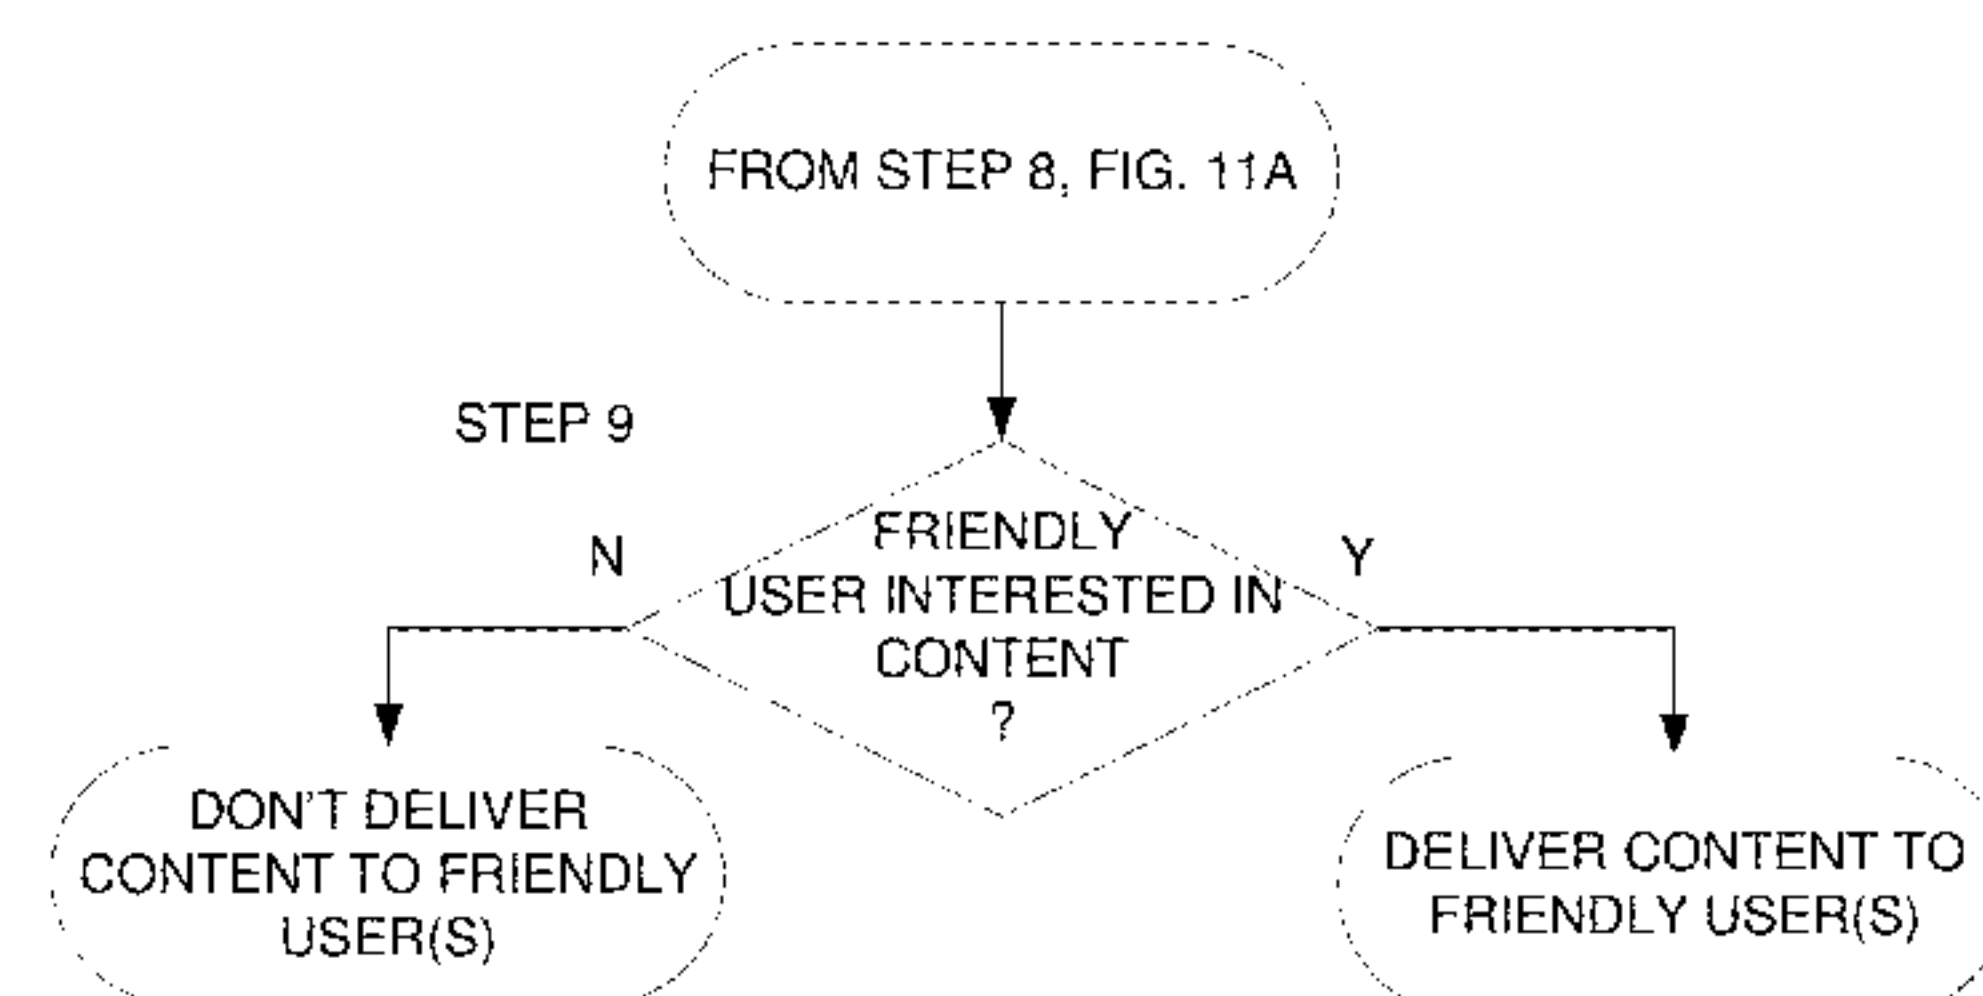 FROM STEP 8, FIG. 11A
STEP 9
N
FRIENDLY
USER INTERESTED IN
CONTENT
?
Y
DON'T DELIVER
CONTENT TO FRIENDLY
USER(S)
DELIVER CONTENT TO
FRIENDLY USER(S)